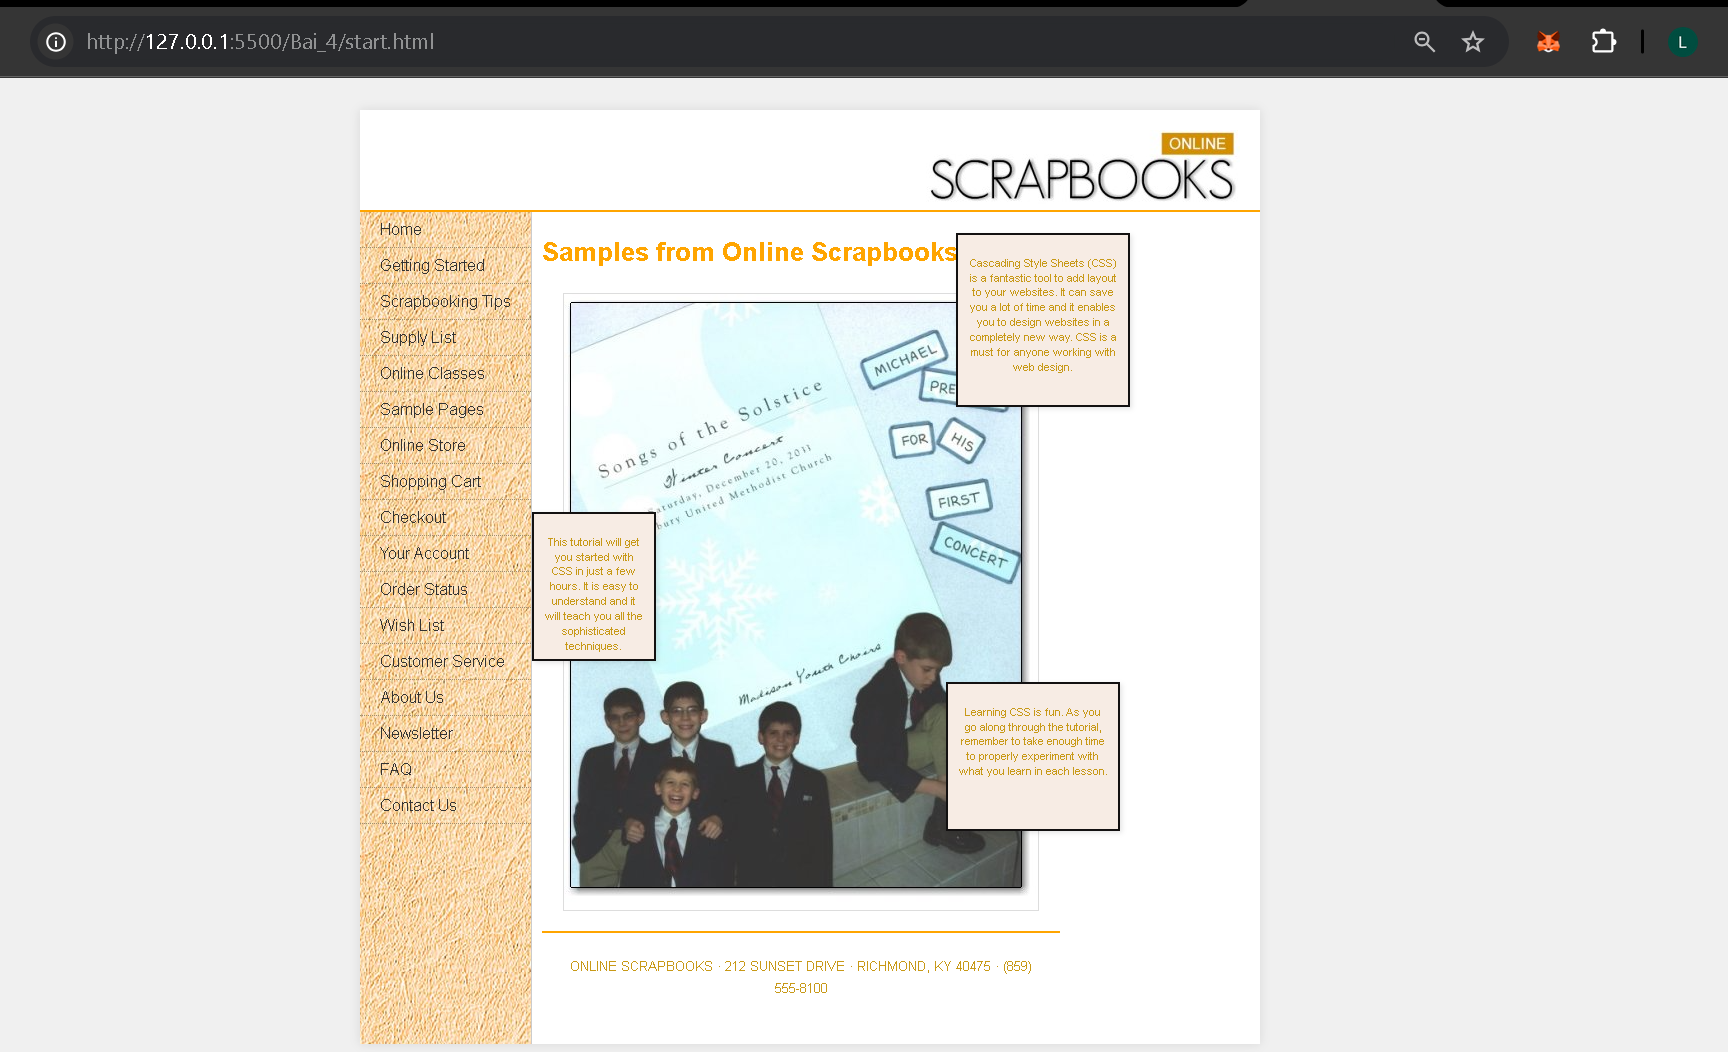 http://127.0.0.1:5500/Bai_4/start.html
L
ONLINE
SCRAPBOOKS
Home
Getting Started
Scrapbooking Tips
Supply List
Online Classes
Sample Pages
Online Store
Shopping Cart
Checkout
Your Account
Order Status
Wish List
Customer Service
About Us
Newsletter
FAQ
Contact Us
Samples from Online Scrapbooks
Cascading Style Sheets (CSS)
is a fantastic tool to add layout
to your websites. It can save
you a lot of time and it enables
you to design websites in a
completely new way. CSS is a
must for anyone working with
web design.
MICHAEL
PRE
FOR
HIS
FIRST
CONCERT
Songs of the Solstice
Winter Concert
aturday, December 20, 2011
bury United Methodist Church
Madison Youth Choirs
This tutorial will get
you started with
CSS in just a few
hours. It is easy to
understand and it
will teach you all the
sophisticated
techniques.
Learning CSS is fun. As you
go along through the tutorial,
remember to take enough time
to properly experiment with
what you learn in each lesson.
ONLINE SCRAPBOOKS · 212 SUNSET DRIVE · RICHMOND, KY 40475 · (859)
555-8100